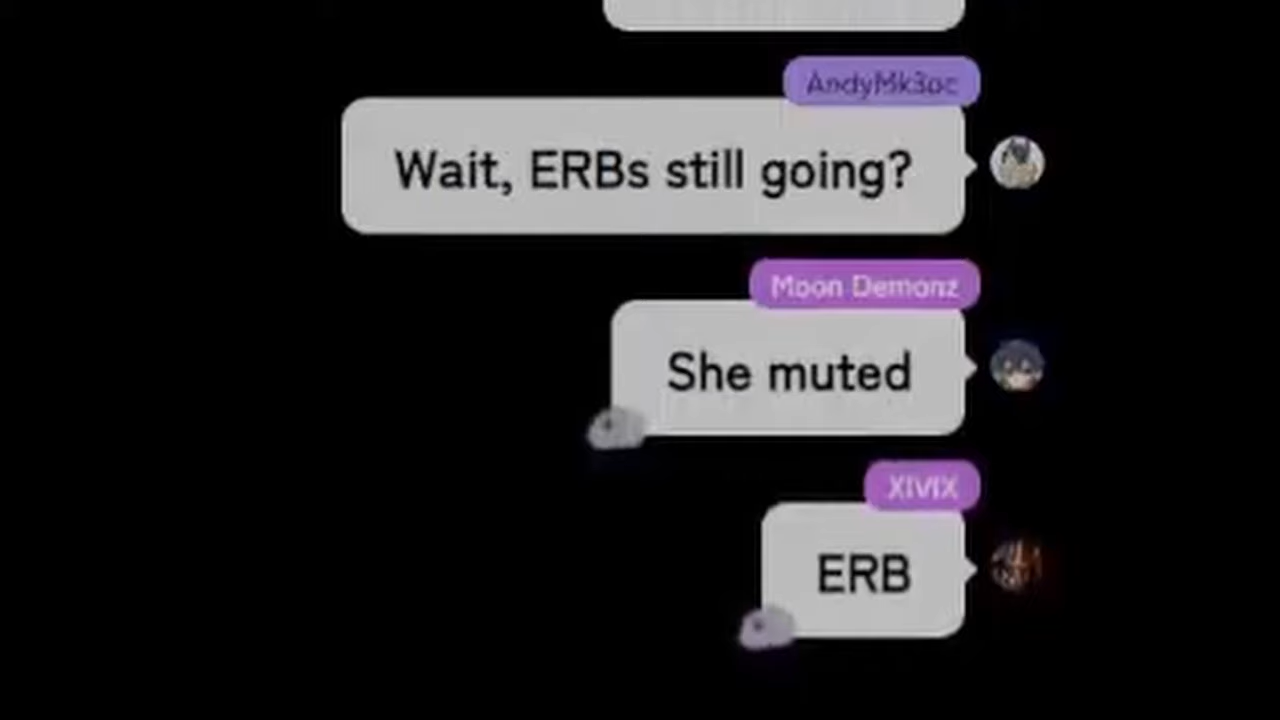 AndyMk3oc
Wait, ERBs still going?
Moon Demonz
She muted
XIVIX
ERB